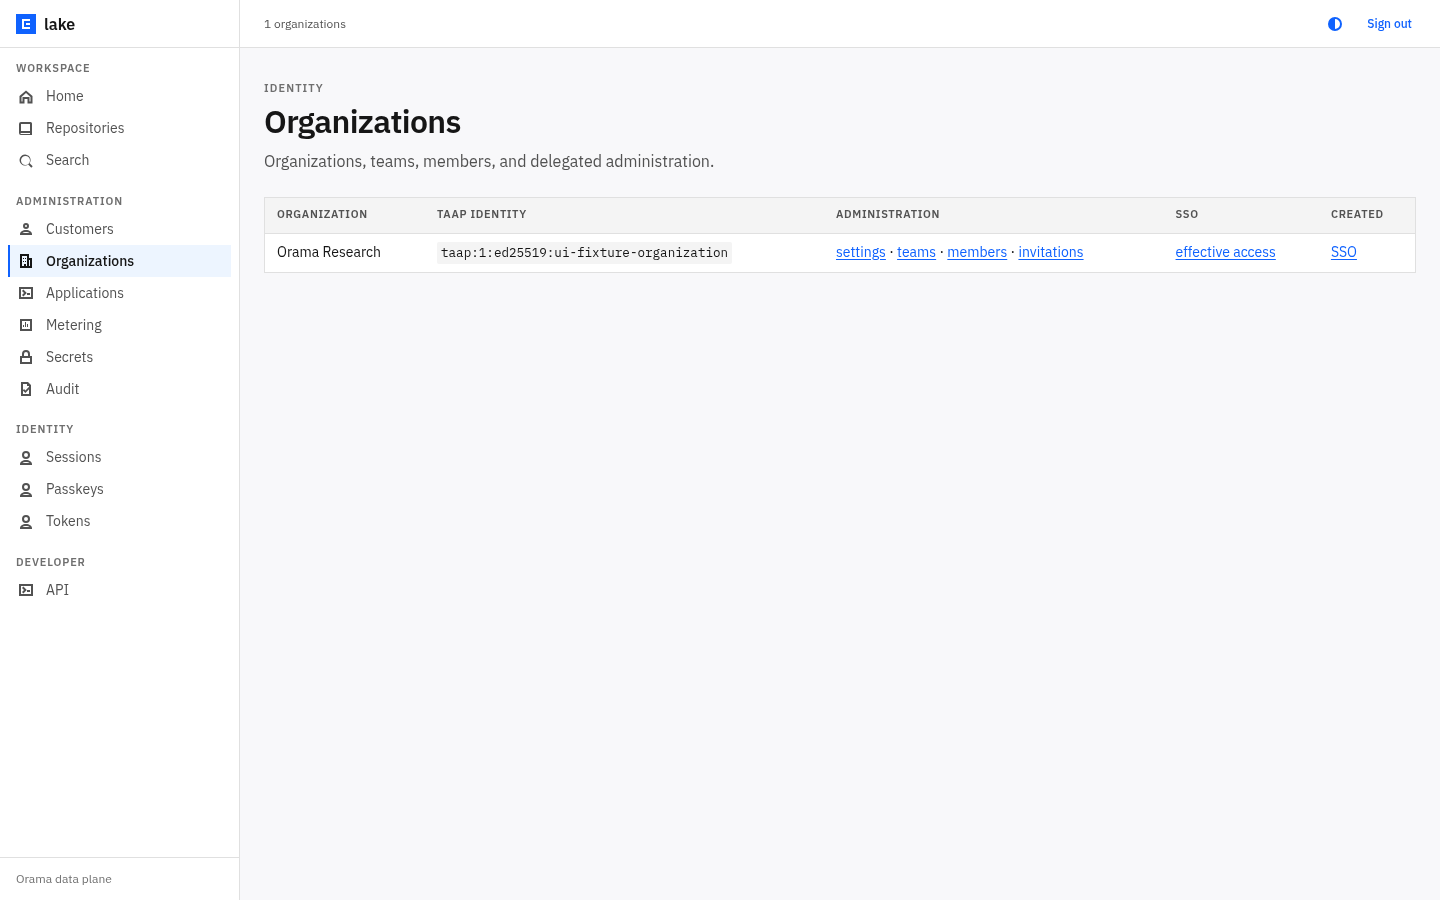 lake
1 organizations
Sign out
WORKSPACE
Home
Repositories
Search
ADMINISTRATION
Customers
Organizations
Applications
Metering
Secrets
Audit
IDENTITY
Sessions
Passkeys
Tokens
DEVELOPER
API
Orama data plane
IDENTITY
Organizations
Organizations, teams, members, and delegated administration.
ORGANIZATION TAAP IDENTITY ADMINISTRATION SSO CREATED
Orama Research taap:1:ed25519:ui-fixture-organization settings · teams · members · invitations effective access SSO